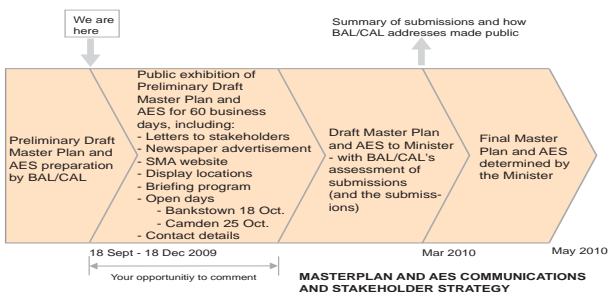 We are
here
Summary of submissions and how
BAL/CAL addresses made public
Preliminary Draft
Master Plan and
AES preparation
by BAL/CAL
Public exhibition of
Preliminary Draft
Master Plan and
AES for 60 business
days, including:
- Letters to stakeholders
- Newspaper advertisement
- SMA website
- Display locations
- Briefing program
- Open days
- Bankstown 18 Oct.
- Camden 25 Oct.
- Contact details
Draft Master Plan
and AES to Minister
- with BAL/CAL's
assessment of
submissions
(and the submiss-
ions)
Final Master
Plan and AES
determined by
the Minister
18 Sept - 18 Dec 2009
Mar 2010
May 2010
Your opportunitiy to comment
MASTERPLAN AND AES COMMUNICATIONS
AND STAKEHOLDER STRATEGY